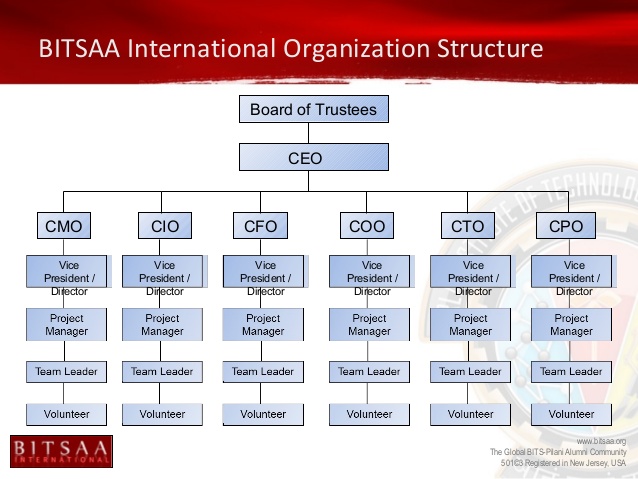 BITSAA International Organization Structure
Board of Trustees
CEO
CMO CIO CFO COO CTO CPO
Vice Vice Vice Vice Vice Vice
President / President / President / President / President / President /
Director Director Director Director Director Director
Project Project Project Project Project Project
Manager Manager Manager Manager Manager Manager
Team Leader Team Leader Team Leader Team Leader Team Leader Team Leader
Volunteer Volunteer Volunteer Volunteer Volunteer Volunteer
OF TECHNOLOGY
BITSAA
INTERNATIONAL
www.bitsaa.org
The Global BITS-Pilani Alumni Community
501C3 Registered in New Jersey, USA